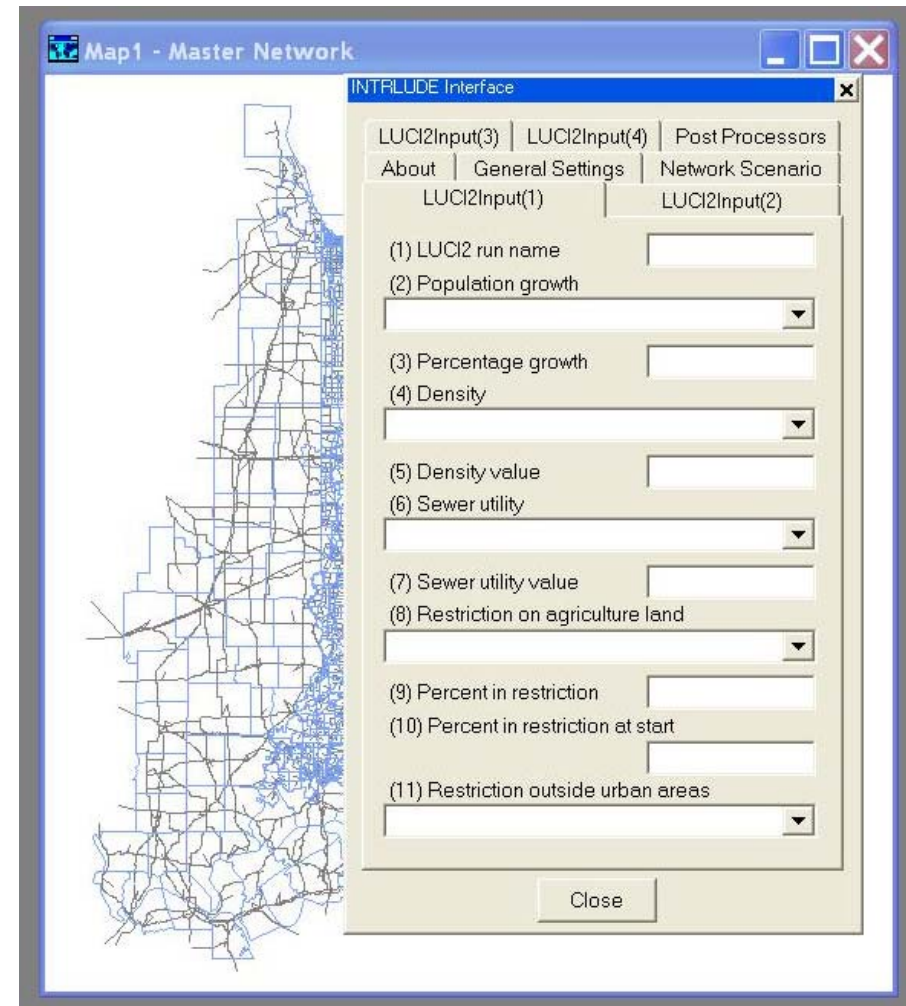 Map1 - Master Network
INTRLUDE Interface
LUCI2Input(3) LUCI2Input(4) Post Processors
About General Settings Network Scenario
LUCI2Input(1) LUCI2Input(2)
(1) LUCI2 run name
(2) Population growth
(3) Percentage growth
(4) Density
(5) Density value
(6) Sewer utility
(7) Sewer utility value
(8) Restriction on agriculture land
(9) Percent in restriction
(10) Percent in restriction at start
(11) Restriction outside urban areas
Close